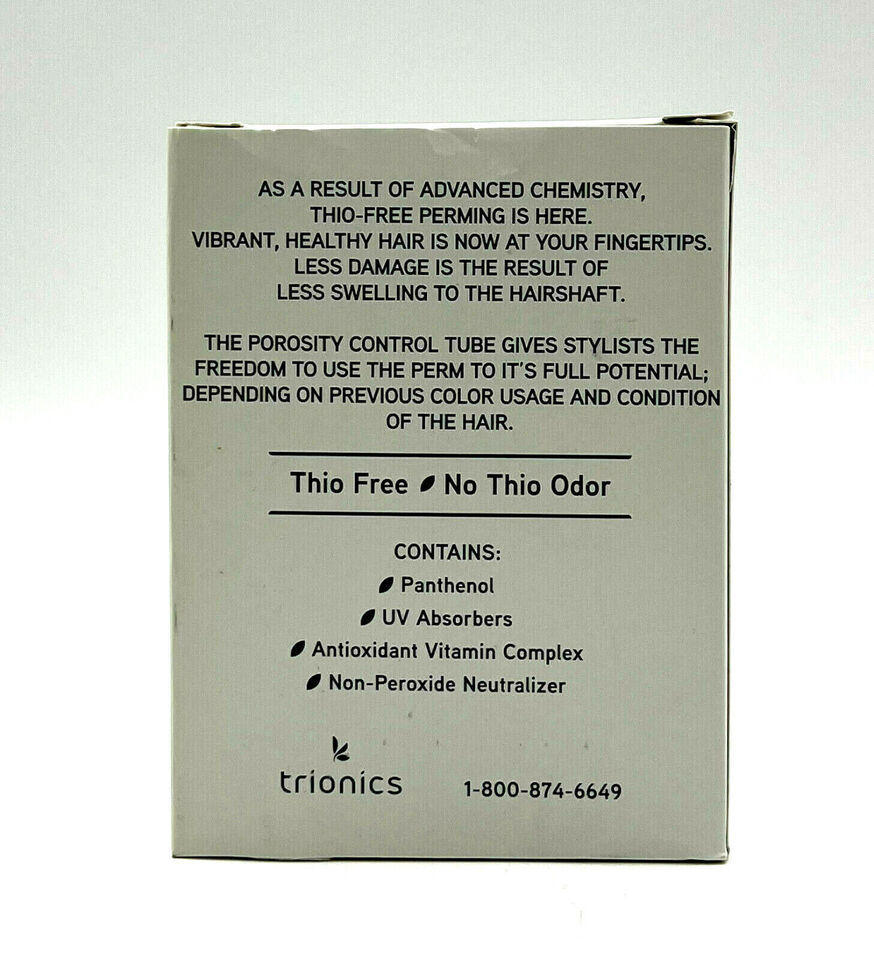 AS A RESULT OF ADVANCED CHEMISTRY,
THIO-FREE PERMING IS HERE.
VIBRANT, HEALTHY HAIR IS NOW AT YOUR FINGERTIPS.
LESS DAMAGE IS THE RESULT OF
LESS SWELLING TO THE HAIRSHAFT.
THE POROSITY CONTROL TUBE GIVES STYLISTS THE
FREEDOM TO USE THE PERM TO IT'S FULL POTENTIAL;
DEPENDING ON PREVIOUS COLOR USAGE AND CONDITION
OF THE HAIR.
Thio Free No Thio Odor
CONTAINS:
Panthenol
UV Absorbers
Antioxidant Vitamin Complex
Non-Peroxide Neutralizer
trionics 1-800-874-6649